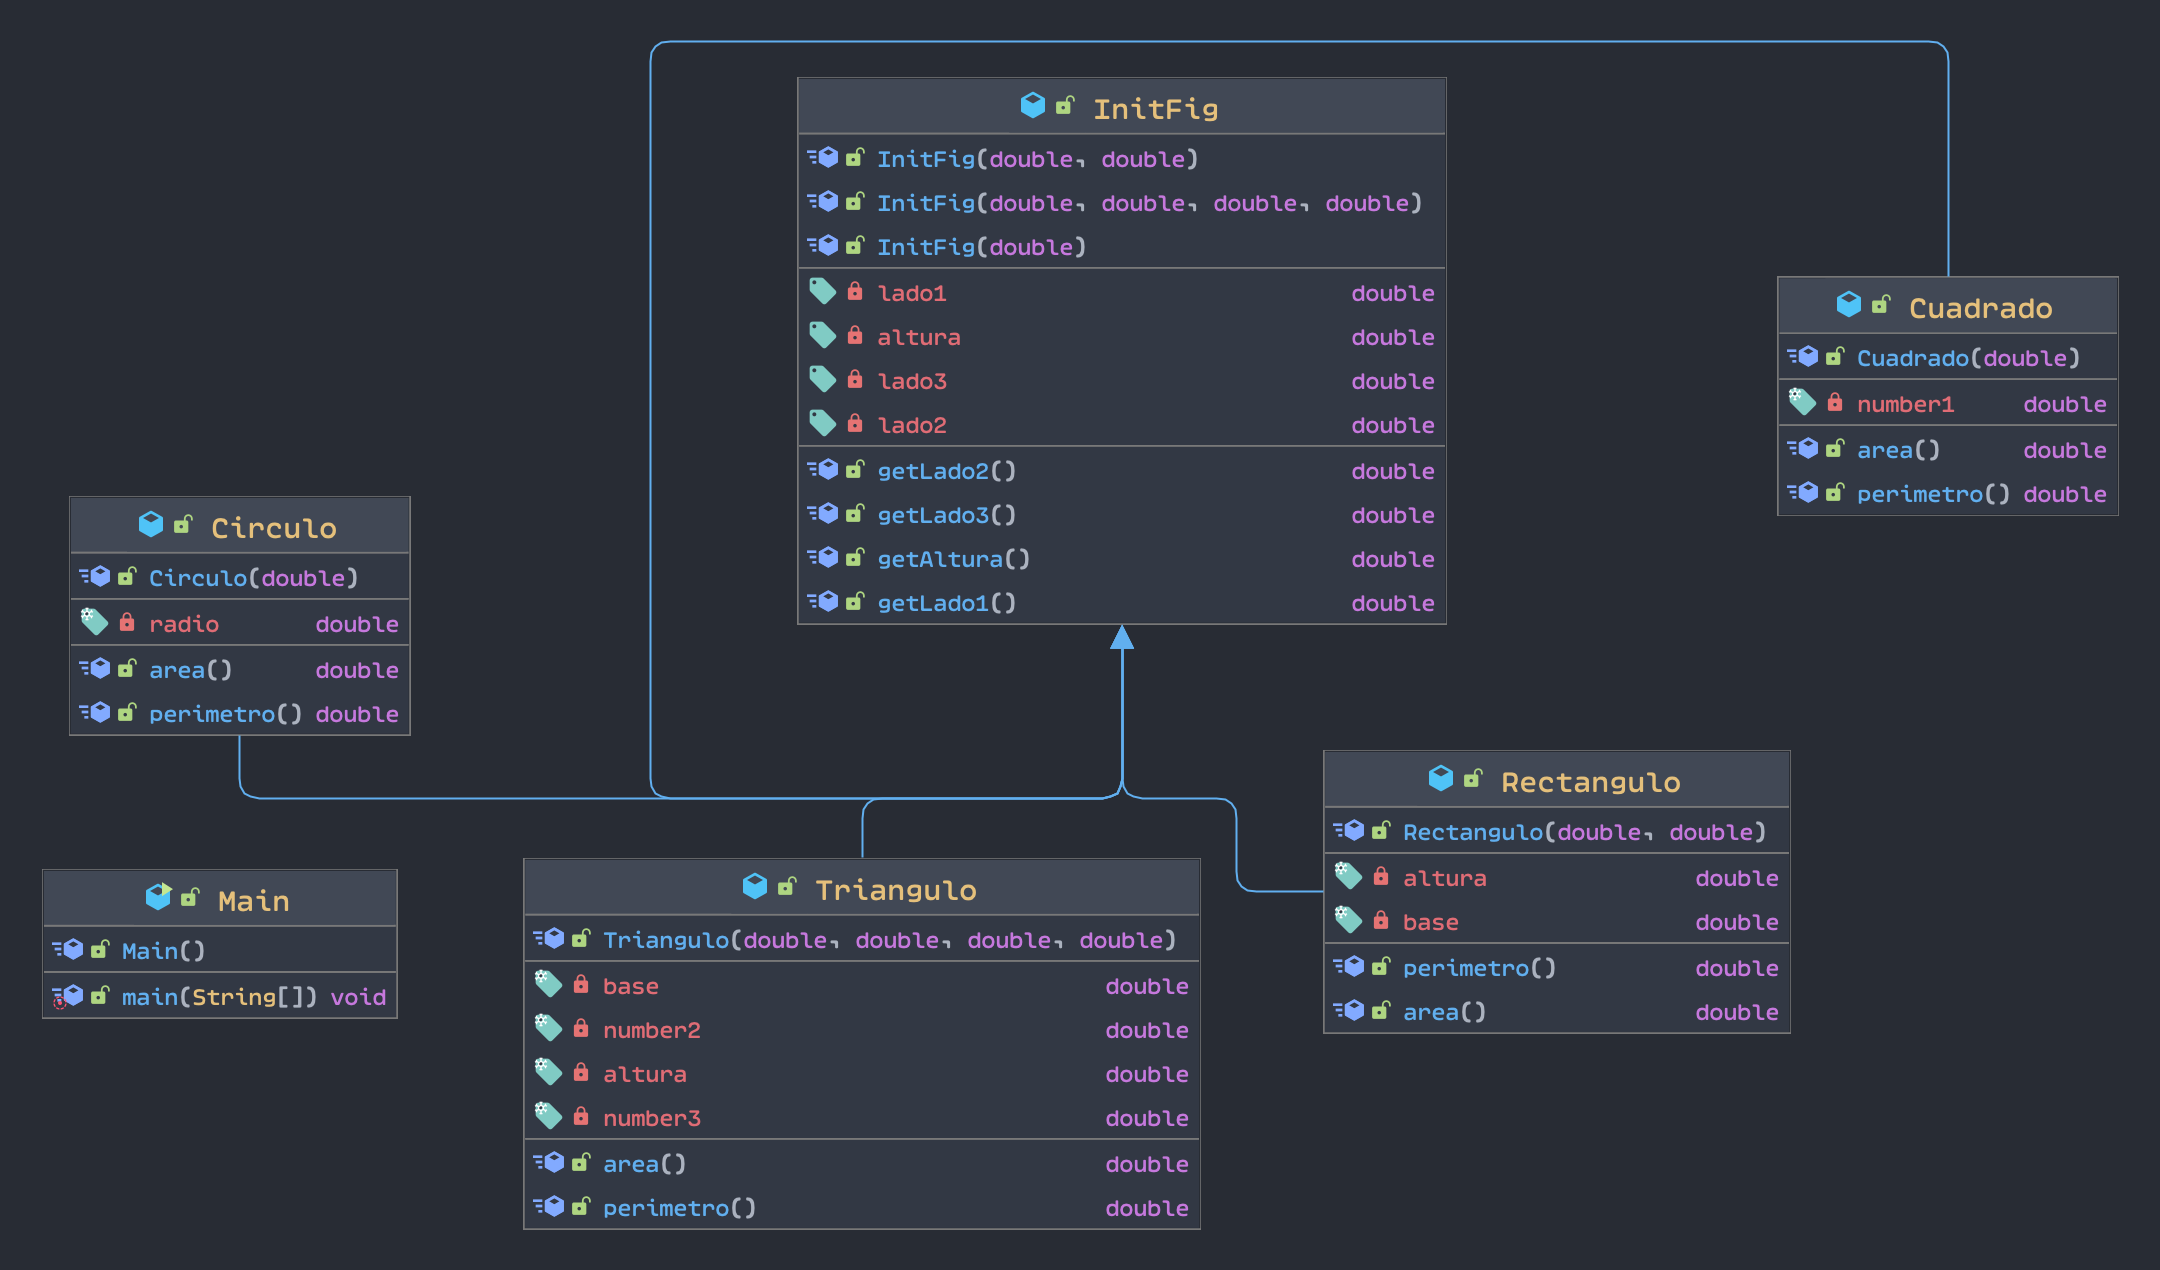 InitFig
InitFig(double, double)
InitFig(double, double, double, double)
InitFig(double)
lado1 double
altura double
lado3 double
lado2 double
getLado2() double
getLado3() double
getAltura() double
getLado1() double
Cuadrado
Cuadrado(double)
number1 double
area() double
perimetro() double
Circulo
Circulo(double)
radio double
area() double
perimetro() double
Rectangulo
Rectangulo(double, double)
altura double
base double
perimetro() double
area() double
Main
Main()
main(String[]) void
Triangulo
Triangulo(double, double, double, double)
base double
number2 double
altura double
number3 double
area() double
perimetro() double